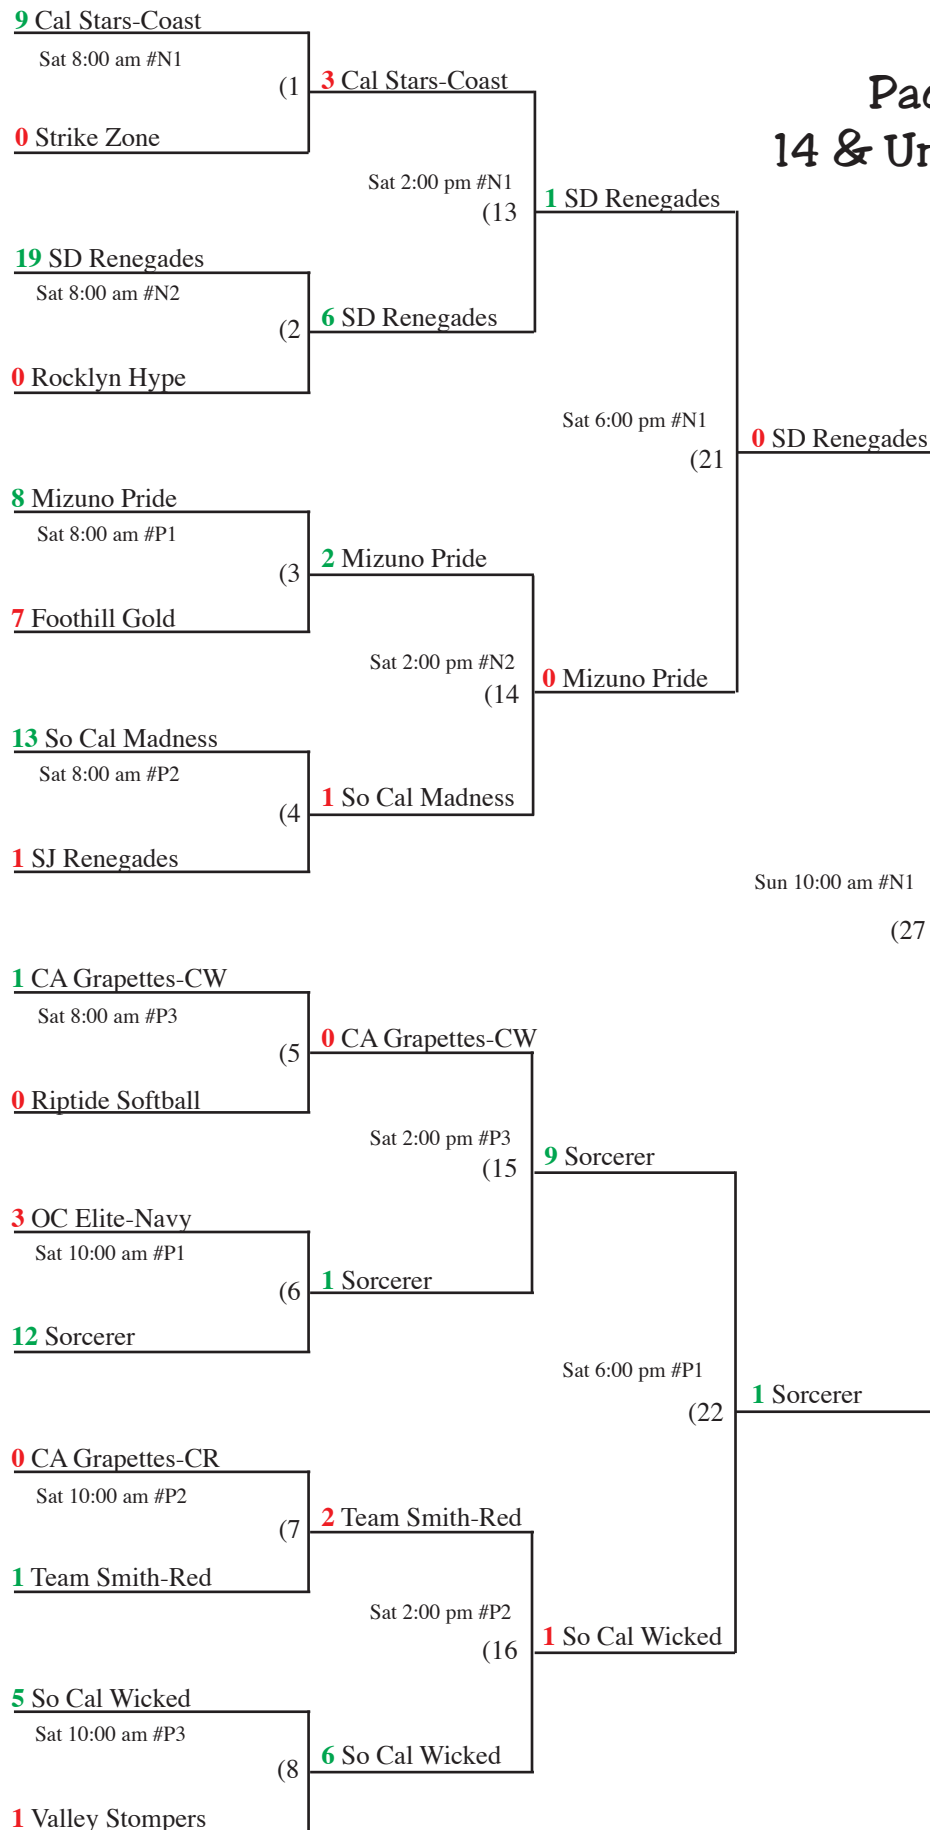 9 Cal Stars-Coast
Sat 8:00 am #N1
(1
3 Cal Stars-Coast
0 Strike Zone
14 & 
Sat 2:00 pm #N1
(13
1 SD Renegades
19 SD Renegades
Sat 8:00 am #N2
(2
6 SD Renegades
0 Rocklyn Hype
Sat 6:00 pm #N1
(21
0 SD Renegades
8 Mizuno Pride
Sat 8:00 am #P1
(3
2 Mizuno Pride
7 Foothill Gold
Sat 2:00 pm #N2
(14
0 Mizuno Pride
13 So Cal Madness
Sat 8:00 am #P2
(4
1 So Cal Madness
1 SJ Renegades
Sun 10:00 am #N1
(27
1 CA Grapettes-CW
Sat 8:00 am #P3
(5
0 CA Grapettes-CW
0 Riptide Softball
Sat 2:00 pm #P3
(15
9 Sorcerer
3 OC Elite-Navy
Sat 10:00 am #P1
(6
1 Sorcerer
12 Sorcerer
Sat 6:00 pm #P1
(22
1 Sorcerer
0 CA Grapettes-CR
Sat 10:00 am #P2
(7
2 Team Smith-Red
1 Team Smith-Red
Sat 2:00 pm #P2
(16
1 So Cal Wicked
5 So Cal Wicked
Sat 10:00 am #P3
(8
6 So Cal Wicked
1 Valley Stompers